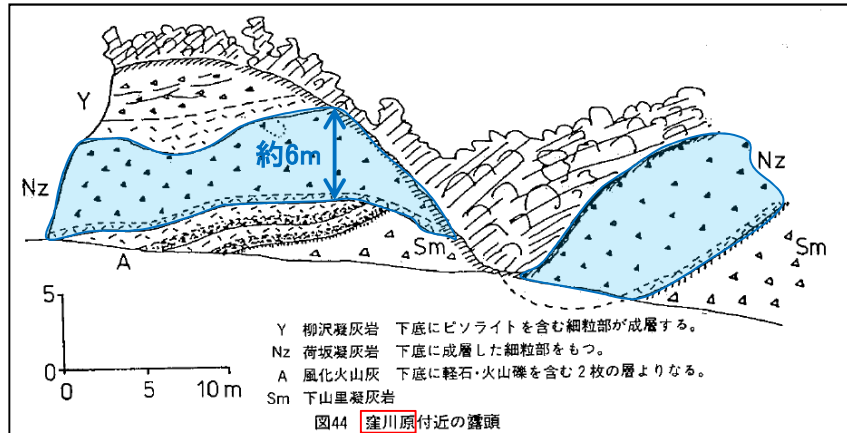 Y
約6m
Nz
Nz
A
Sm
Sm
5
0
0 5 10 m
Y 柳沢凝灰岩 下底にピソライトを含む細粒部が成層する。
Nz 荷坂凝灰岩 下底に成層した細粒部をもつ。
A 風化火山灰 下底に軽石・火山礫を含む2枚の層よりなる。
Sm 下山里凝灰岩
図44 窪川原付近の露頭